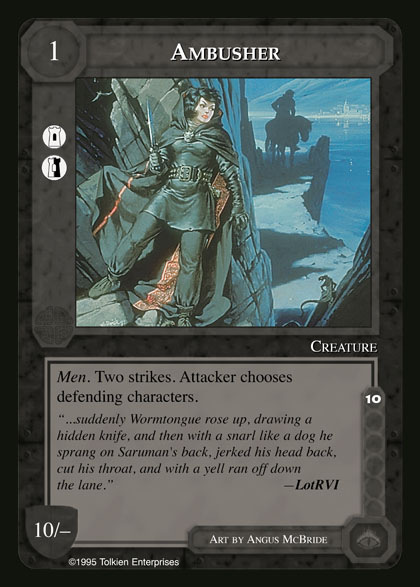 1
AMBUSHER
CREATURE
Men. Two strikes. Attacker chooses
defending characters.
10
“...suddenly Wormtongue rose up, drawing a
hidden knife, and then with a snarl like a dog he
sprang on Saruman's back, jerked his head back,
cut his throat, and with a yell ran off down
the lane.” —LotRVI
10/–
ART BY ANGUS MCBRIDE
©1995 Tolkien Enterprises